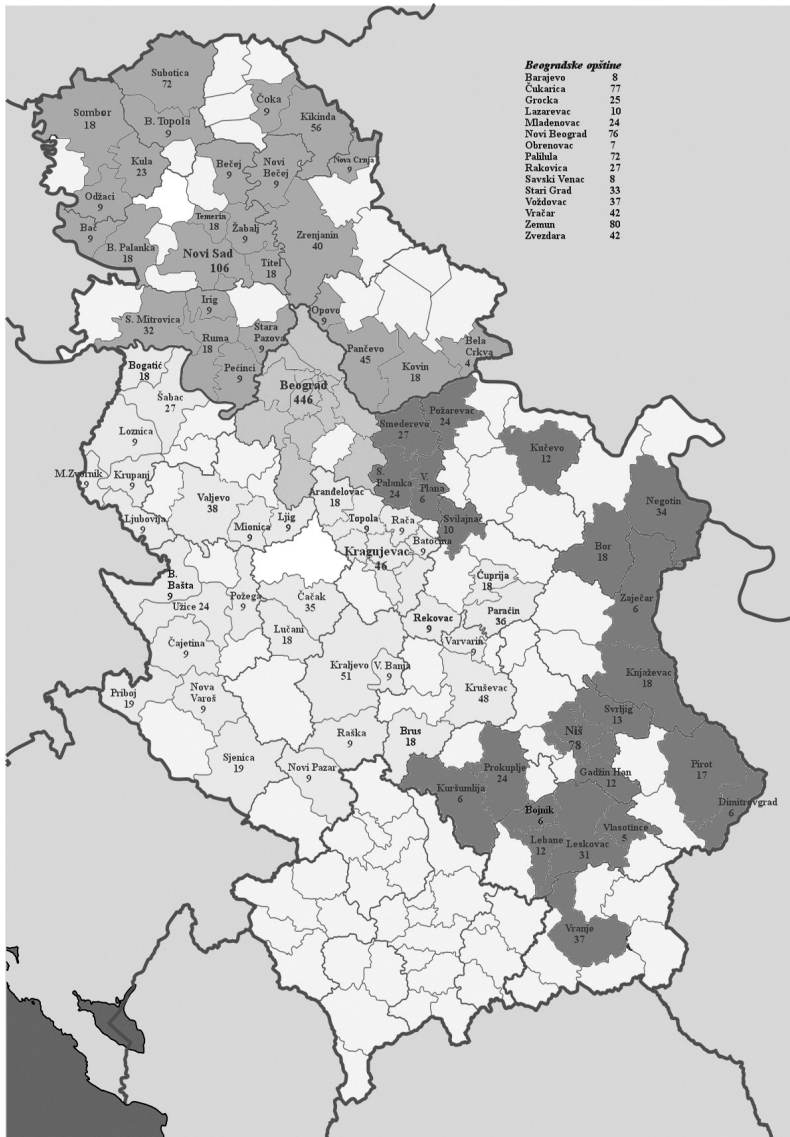 Beogradske opštine
Barajevo 8
Čukarica 77
Grocka 25
Lazarevac 10
Mladenovac 24
Novi Beograd 76
Obrenovac 7
Palilula 72
Rakovica 27
Savski Venac 8
Stari Grad 33
Voždovac 37
Vračar 42
Zemun 80
Zvezdara 42
Subotica
72
Sombor
18
B. Topola
9
Čoka
9
Kikinda
56
Kula
23
Bečej
9
Novi
Bečej
9
Nova Crnja
9
Odžaci
9
Bač
9
B. Palanka
18
Temerin
18
Žabalj
9
Zrenjanin
40
Novi Sad
106
Titel
18
Irig
9
S. Mitrovica
32
Ruma
18
Stara
Pazova
9
Opovo
9
Pančevo
45
Kovin
18
Bela
Crkva
4
Pećinci
9
Bogatić
18
Šabac
27
Beograd
446
Loznica
9
Smederevo
27
Požarevac
24
Kučevo
12
M.Zvornik
9
Krupanj
9
Valjevo
38
Aranđelovac
18
S.
Palanka
24
V.
Plana
6
Negotin
34
Ljubovija
9
Mionica
9
Ljig
9
Topola
9
Rača
9
Svilajnac
10
Batočina
9
Kragujevac
46
Bor
18
B.
Bašta
9
Užice 24
Požega
9
Čačak
35
Ćuprija
18
Zaječar
6
Lučani
18
Rekovac
9
Paraćin
36
Čajetina
9
Varvarin
9
Kraljevo
51
V. Banja
9
Kruševac
48
Knjaževac
18
Priboj
19
Nova
Varoš
9
Svrljig
13
Raška
9
Brus
18
Niš
78
Sjenica
19
Novi Pazar
9
Prokuplje
24
Gadžin Han
12
Pirot
17
Kuršumlija
6
Dimitrovgrad
6
Bojnik
6
Vlasotince
5
Lebane
12
Leskovac
31
Vranje
37